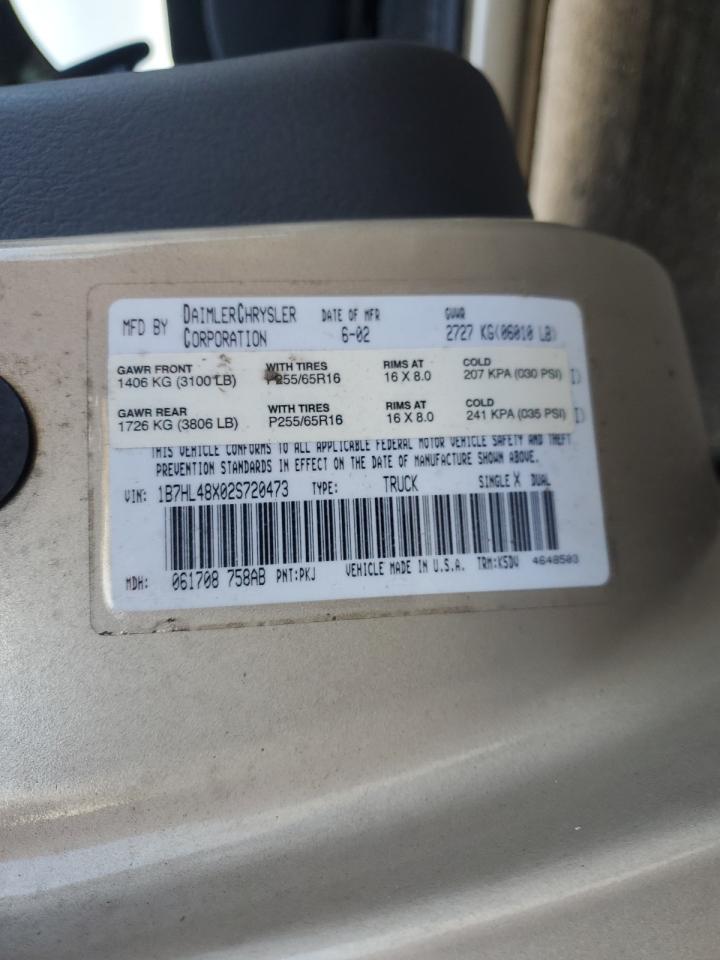 MFD BY DAIMLERCHRYSLER CORPORATION DATE OF MFR 6-02 GVWR 2727 KG(06010 LB)
GAWR FRONT WITH TIRES RIMS AT COLD
1406 KG (3100 LB) P255/65R16 16 X 8.0 207 KPA (030 PSI)
GAWR REAR WITH TIRES RIMS AT COLD
1726 KG (3806 LB) P255/65R16 16 X 8.0 241 KPA (035 PSI)
THIS VEHICLE CONFORMS TO ALL APPLICABLE FEDERAL MOTOR VEHICLE SAFETY AND THEFT
PREVENTION STANDARDS IN EFFECT ON THE DATE OF MANUFACTURE SHOWN ABOVE.
VIN: 1B7HL48X02S720473 TYPE: TRUCK SINGLE X DUAL
MDH: 061708 758AB PNT:PKJ VEHICLE MADE IN U.S.A. TRM:K5DV 4648503